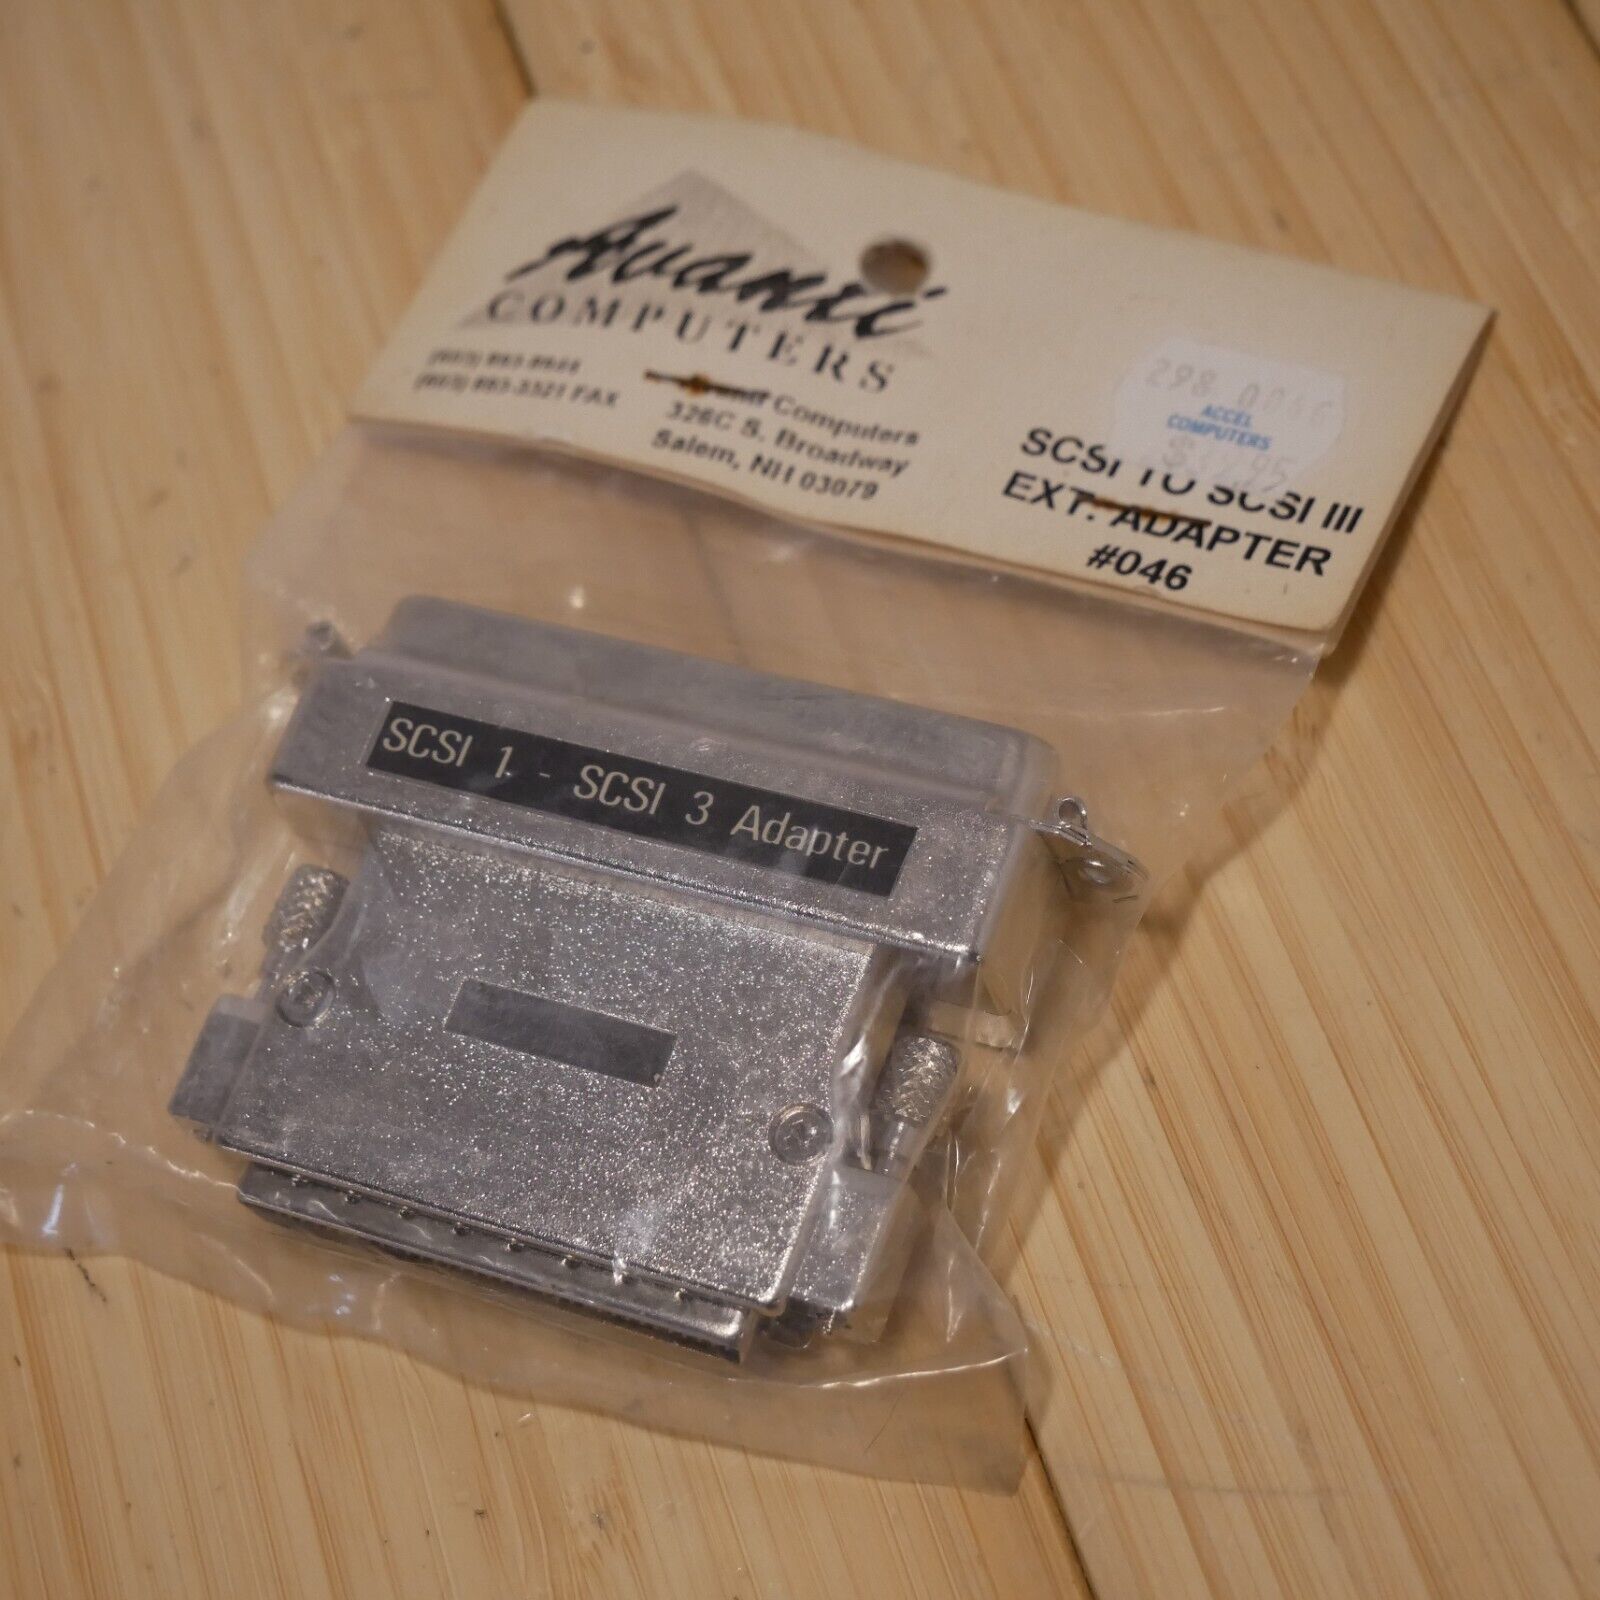 Avanti
COMPUTERS
FAX
Computers
326C S. Broadway
Salem, NH 03079
ACCEL
COMPUTERS
SCSI TO SCSI III
EXT. ADAPTER
#046
SCSI 1 - SCSI 3 Adapter